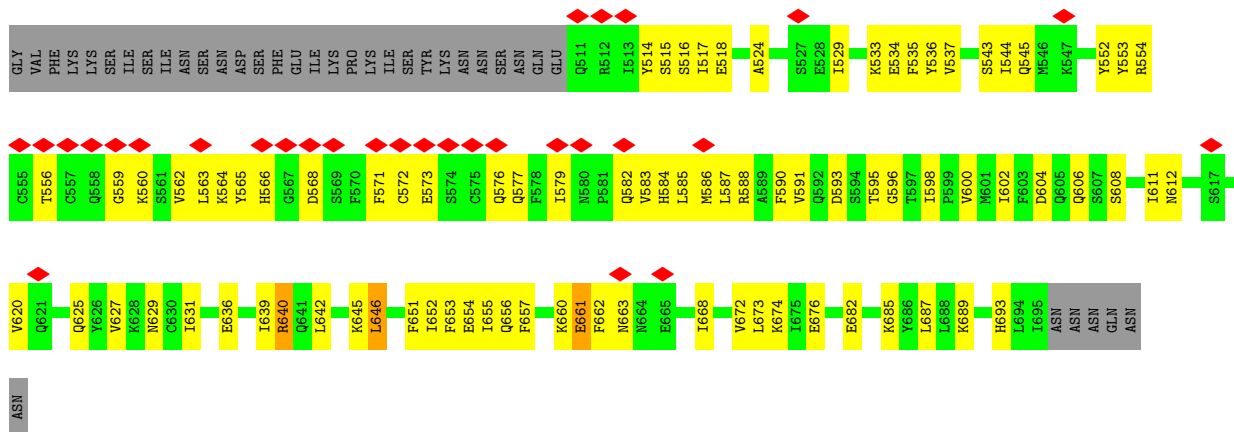 GLY VAL PHE LYS LYS SER ILE SER ILE ILE ASN SER ASN ASP SER PHE GLU ILE LYS PRO LYS ILE SER TYR LYS ASN ASN SER ASN GLN GLU Q511 R512 I513 Y514 S515 S516 I517 E518 A524 S527 E528 I529 K533 E534 F535 Y536 V537 S543 I544 Q545 M546 K547 Y552 Y553 R554
C555 T556 C557 Q558 G559 K560 S561 V562 L563 K564 Y565 H566 G567 D568 S569 F570 F571 C572 E573 S574 C575 Q576 Q577 F578 I579 N580 P581 Q582 V583 H584 L585 M586 L587 R588 A589 F590 V591 Q592 D593 S594 T595 G596 T597 I598 P599 V600 M601 I602 F603 D604 Q605 Q606 S607 S608 I611 N612 S617
V620 Q621 Q625 Y626 V627 K628 N629 C630 I631 E636 I639 R640 Q641 L642 K645 L646 F651 I652 F653 E654 I655 Q656 F657 K660 E661 F662 N663 N664 E665 I668 V672 L673 K674 I675 E676 E682 K685 Y686 L687 L688 K689 H693 L694 I695 ASN ASN ASN GLN ASN
ASN